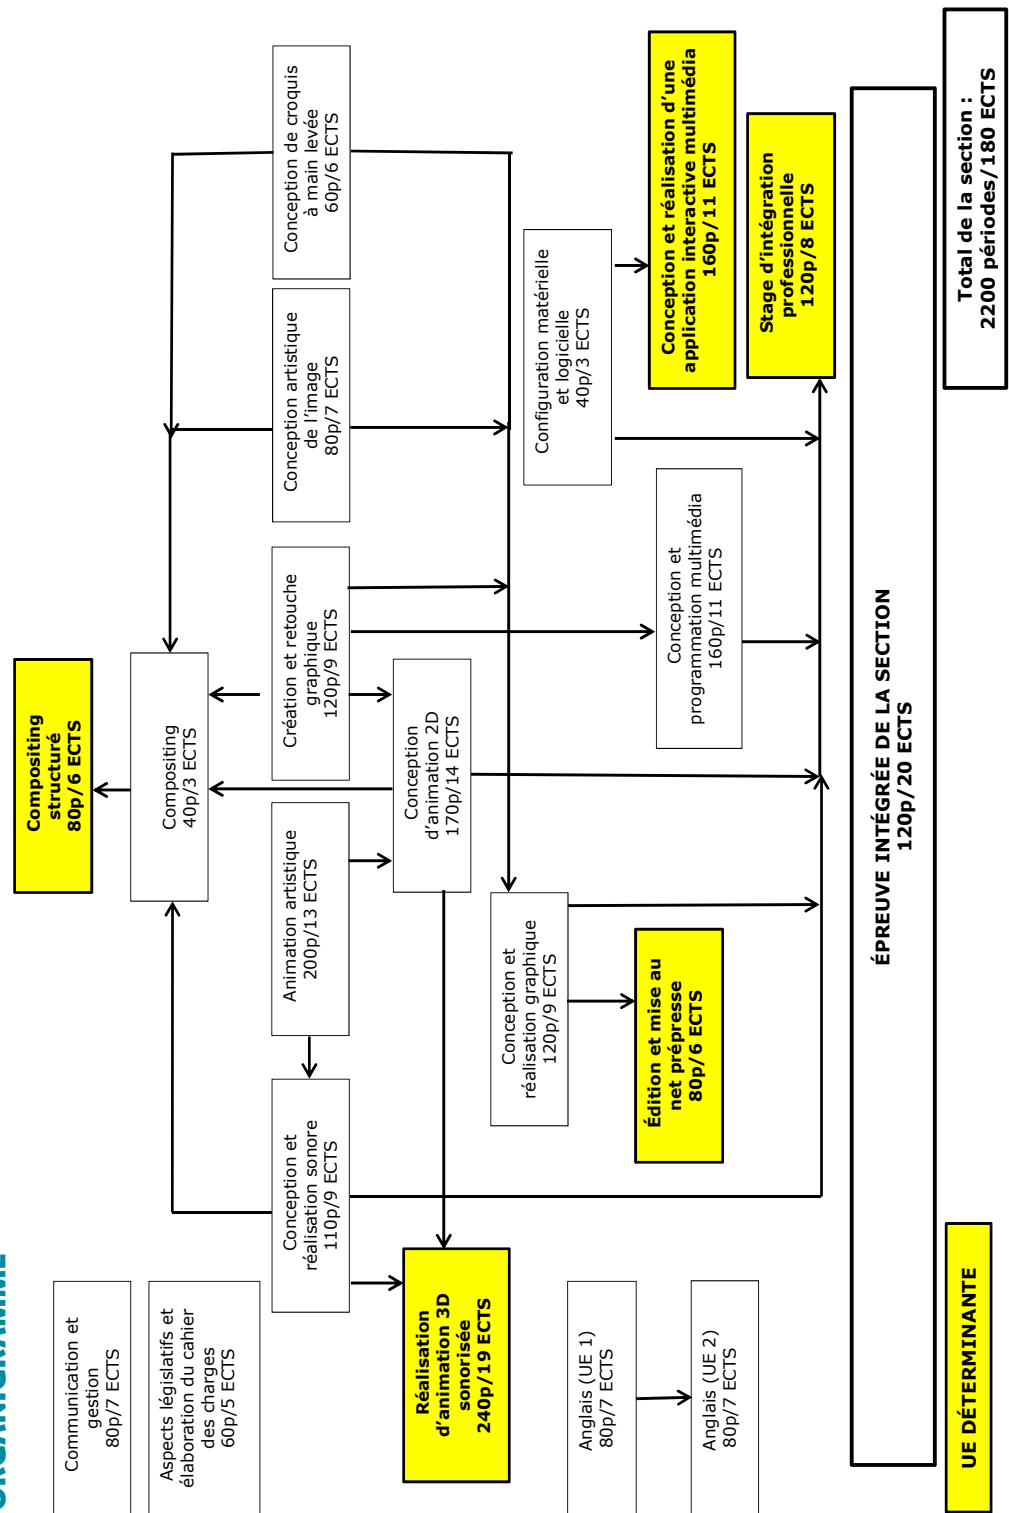 ORGANIGRAMME
Communication et
gestion
80p/7 ECTS
Aspects législatifs et
élaboration du cahier
des charges
60p/5 ECTS
Compositing
structuré
80p/6 ECTS
Compositing
40p/3 ECTS
Conception et
réalisation sonore
110p/9 ECTS
Animation artistique
200p/13 ECTS
Création et retouche
graphique
120p/9 ECTS
Conception artistique
de l’image
80p/7 ECTS
Conception de croquis
à main levée
60p/6 ECTS
Réalisation
d’animation 3D
sonorisée
240p/19 ECTS
Conception
d’animation 2D
170p/14 ECTS
Conception et
réalisation graphique
120p/9 ECTS
Configuration matérielle
et logicielle
40p/3 ECTS
Anglais (UE 1)
80p/7 ECTS
Anglais (UE 2)
80p/7 ECTS
Édition et mise au
net prépresse
80p/6 ECTS
Conception et
programmation multimédia
160p/11 ECTS
Conception et réalisation d’une
application interactive multimédia
160p/11 ECTS
Stage d’intégration
professionnelle
120p/8 ECTS
ÉPREUVE INTÉGRÉE DE LA SECTION
120p/20 ECTS
UE DÉTERMINANTE
Total de la section :
2200 périodes/180 ECTS